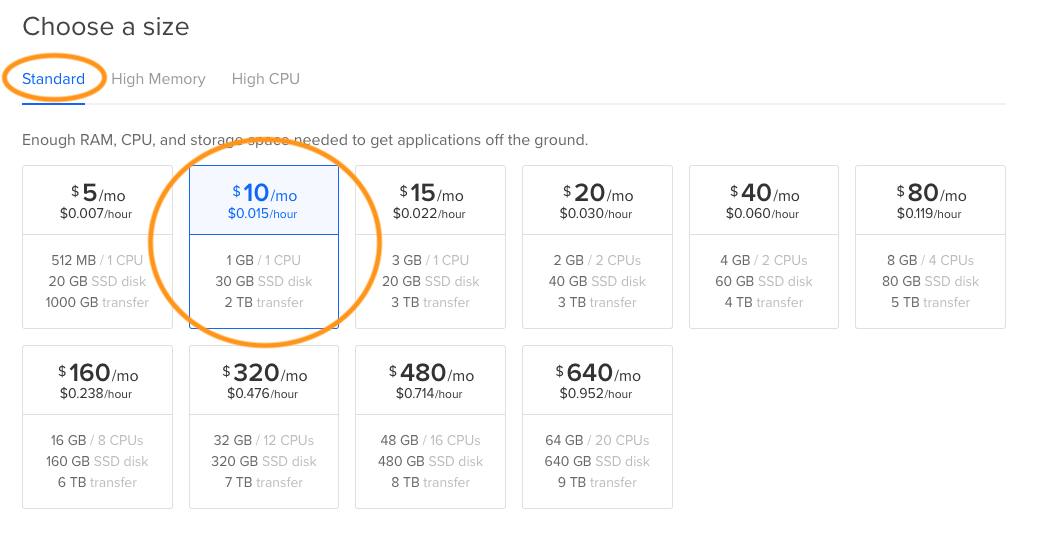 Choose a size
Standard High Memory High CPU
Enough RAM, CPU, and storage space needed to get applications off the ground.
$5/mo
$0.007/hour
512 MB / 1 CPU
20 GB SSD disk
1000 GB transfer
$10/mo
$0.015/hour
1 GB / 1 CPU
30 GB SSD disk
2 TB transfer
$15/mo
$0.022/hour
3 GB / 1 CPU
20 GB SSD disk
3 TB transfer
$20/mo
$0.030/hour
2 GB / 2 CPUs
40 GB SSD disk
3 TB transfer
$40/mo
$0.060/hour
4 GB / 2 CPUs
60 GB SSD disk
4 TB transfer
$80/mo
$0.119/hour
8 GB / 4 CPUs
80 GB SSD disk
5 TB transfer
$160/mo
$0.238/hour
16 GB / 8 CPUs
160 GB SSD disk
6 TB transfer
$320/mo
$0.476/hour
32 GB / 12 CPUs
320 GB SSD disk
7 TB transfer
$480/mo
$0.714/hour
48 GB / 16 CPUs
480 GB SSD disk
8 TB transfer
$640/mo
$0.952/hour
64 GB / 20 CPUs
640 GB SSD disk
9 TB transfer